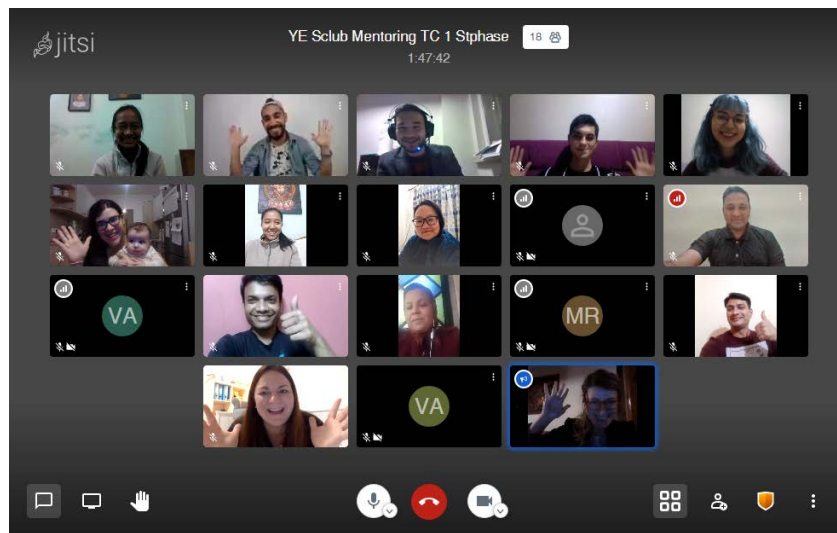 jitsi
YE Sclub Mentoring TC 1 Stphase
18
1:47:42
VA
MR
VA